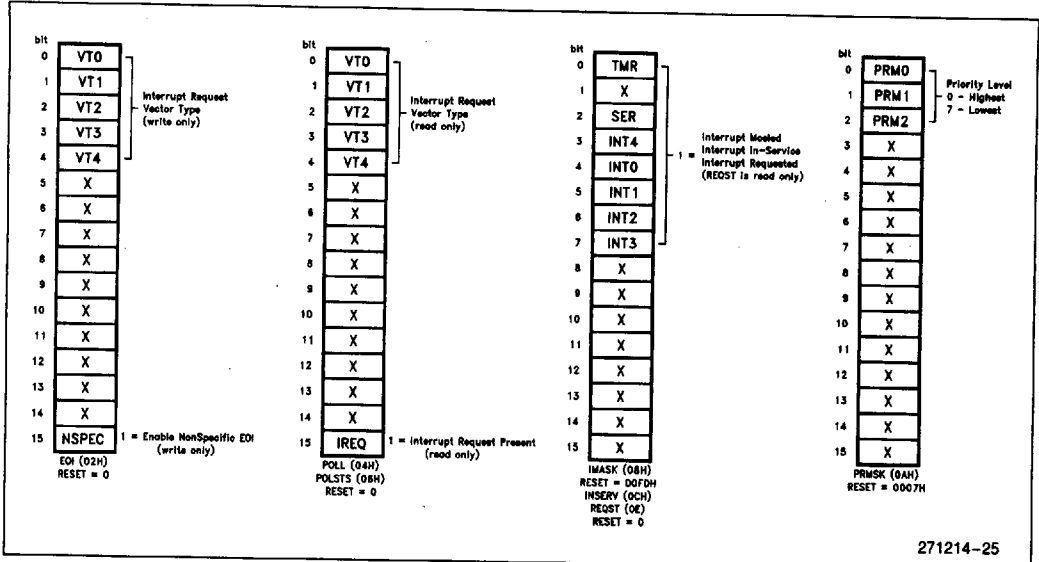 bit
0 VT0
1 VT1
2 VT2
3 VT3
4 VT4
5 X
6 X
7 X
8 X
9 X
10 X
11 X
12 X
13 X
14 X
15 NSPEC
Interrupt Request
Vector Type
(write only)
1 = Enable NonSpecific EOI
(write only)
EOI (02H)
RESET = 0
bit
0 VT0
1 VT1
2 VT2
3 VT3
4 VT4
5 X
6 X
7 X
8 X
9 X
10 X
11 X
12 X
13 X
14 X
15 IREQ
Interrupt Request
Vector Type
(read only)
1 = Interrupt Request Present
(read only)
POLL (04H)
POLSTS (06H)
RESET = 0
bit
0 TMR
1 X
2 SER
3 INT4
4 INT0
5 INT1
6 INT2
7 INT3
8 X
9 X
10 X
11 X
12 X
13 X
14 X
15 X
1 =
Interrupt Masked
Interrupt In-Service
Interrupt Requested
(REQST is read only)
IMASK (08H)
RESET = D0FDH
INSERV (0CH)
REQST (0E)
RESET = 0
bit
0 PRM0
1 PRM1
2 PRM2
3 X
4 X
5 X
6 X
7 X
8 X
9 X
10 X
11 X
12 X
13 X
14 X
15 X
Priority Level
0 - Highest
7 - Lowest
PRMSK (0AH)
RESET = 0007H
271214-25